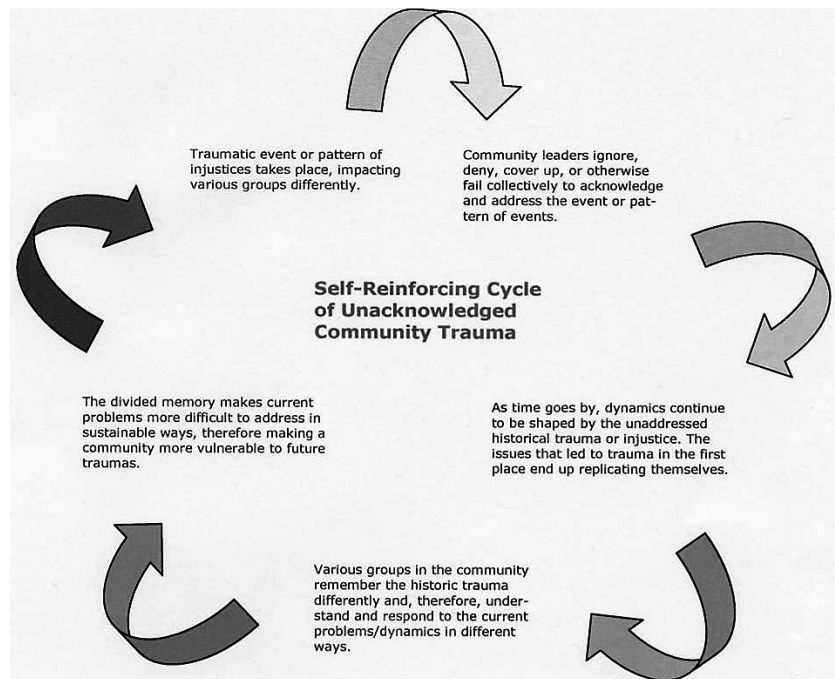 Traumatic event or pattern of
injustices takes place, impacting
various groups differently.
Community leaders ignore,
deny, cover up, or otherwise
fail collectively to acknowledge
and address the event or pat-
tern of events.
Self-Reinforcing Cycle
of Unacknowledged
Community Trauma
As time goes by, dynamics continue
to be shaped by the unaddressed
historical trauma or injustice. The
issues that led to trauma in the first
place end up replicating themselves.
Various groups in the community
remember the historic trauma
differently and, therefore, under-
stand and respond to the current
problems/dynamics in different
ways.
The divided memory makes current
problems more difficult to address in
sustainable ways, therefore making a
community more vulnerable to future
traumas.